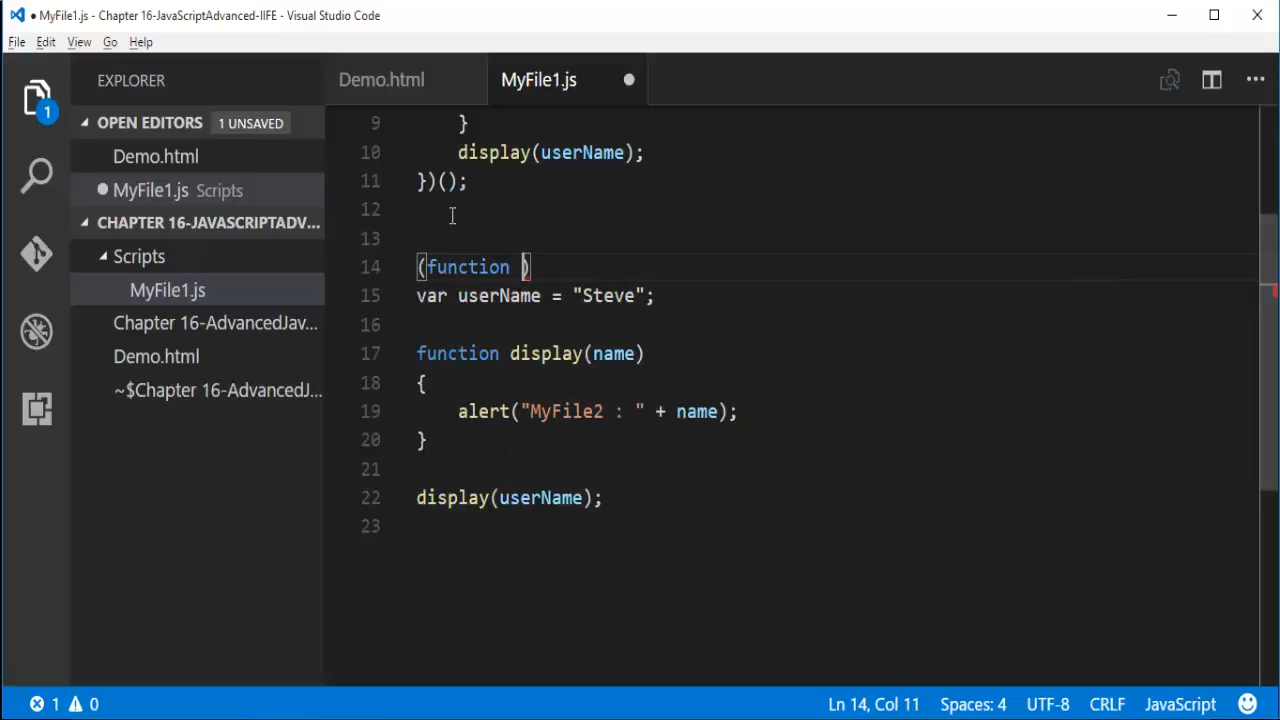 ● MyFile1.js - Chapter 16-JavaScriptAdvanced-IIFE - Visual Studio Code
File Edit View Go Help
EXPLORER
Demo.html
MyFile1.js
1
OPEN EDITORS 1 UNSAVED
Demo.html
MyFile1.js Scripts
CHAPTER 16-JAVASCRIPTADV...
Scripts
MyFile1.js
Chapter 16-AdvancedJav...
Demo.html
~$Chapter 16-AdvancedJ...
9 }
10 display(userName);
11 })();
12
13
14 (function )
15 var userName = "Steve";
16
17 function display(name)
18 {
19 alert("MyFile2 : " + name);
20 }
21
22 display(userName);
23
1 0 Ln 14, Col 11 Spaces: 4 UTF-8 CRLF JavaScript